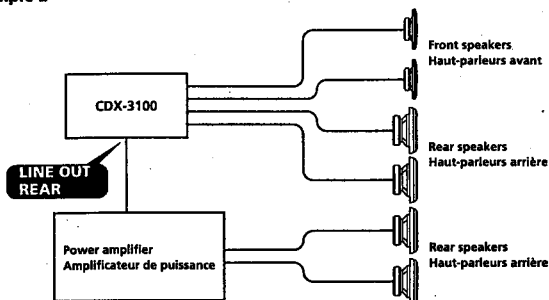 CDX-3100
Front speakers
Haut-parleurs avant
Rear speakers
Haut-parleurs arrière
LINE OUT
REAR
Power amplifier
Amplificateur de puissance
Rear speakers
Haut-parleurs arrière